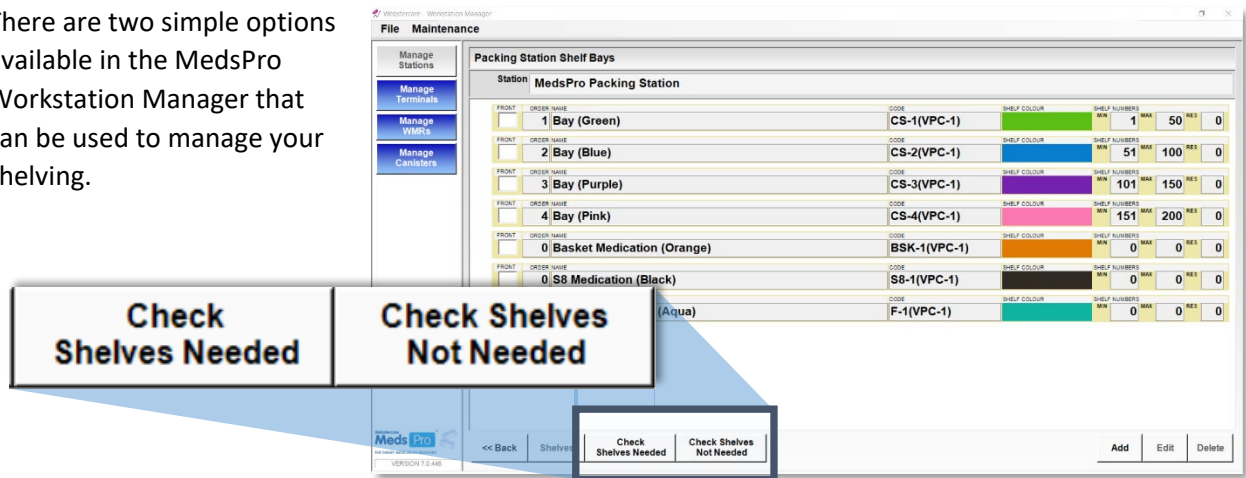 here are two simple options
vailable in the MedsPro
Workstation Manager that
an be used to manage your
helving.
Webstercare - Workstation Manager
File Maintenance
Manage
Stations
Manage
Terminals
Manage
WMRs
Manage
Canisters
Packing Station Shelf Bays
Station MedsPro Packing Station
FRONT ORDER NAME CODE SHELF COLOUR SHELF NUMBERS
1 Bay (Green) CS-1(VPC-1) MIN 1 MAX 50 RES 0
FRONT ORDER NAME CODE SHELF COLOUR SHELF NUMBERS
2 Bay (Blue) CS-2(VPC-1) MIN 51 MAX 100 RES 0
FRONT ORDER NAME CODE SHELF COLOUR SHELF NUMBERS
3 Bay (Purple) CS-3(VPC-1) MIN 101 MAX 150 RES 0
FRONT ORDER NAME CODE SHELF COLOUR SHELF NUMBERS
4 Bay (Pink) CS-4(VPC-1) MIN 151 MAX 200 RES 0
FRONT ORDER NAME CODE SHELF COLOUR SHELF NUMBERS
0 Basket Medication (Orange) BSK-1(VPC-1) MIN 0 MAX 0 RES 0
FRONT ORDER NAME CODE SHELF COLOUR SHELF NUMBERS
0 S8 Medication (Black) S8-1(VPC-1) MIN 0 MAX 0 RES 0
CODE SHELF COLOUR SHELF NUMBERS
(Aqua) F-1(VPC-1) MIN 0 MAX 0 RES 0
Check
Shelves Needed
Check Shelves
Not Needed
Meds Pro
VERSION 7.0.446
<< Back
Shelves
Check
Shelves Needed
Check Shelves
Not Needed
Add
Edit
Delete